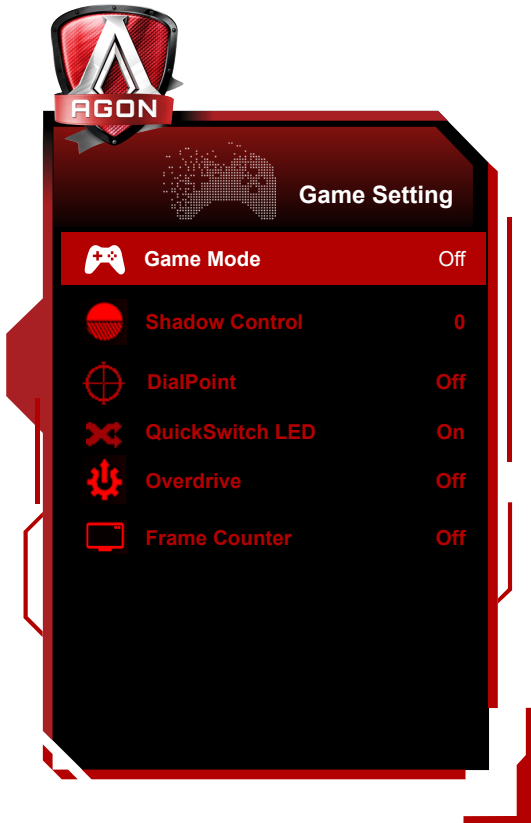 AGON
Game Setting
Game Mode Off
Shadow Control 0
DialPoint Off
QuickSwitch LED On
Overdrive Off
Frame Counter Off